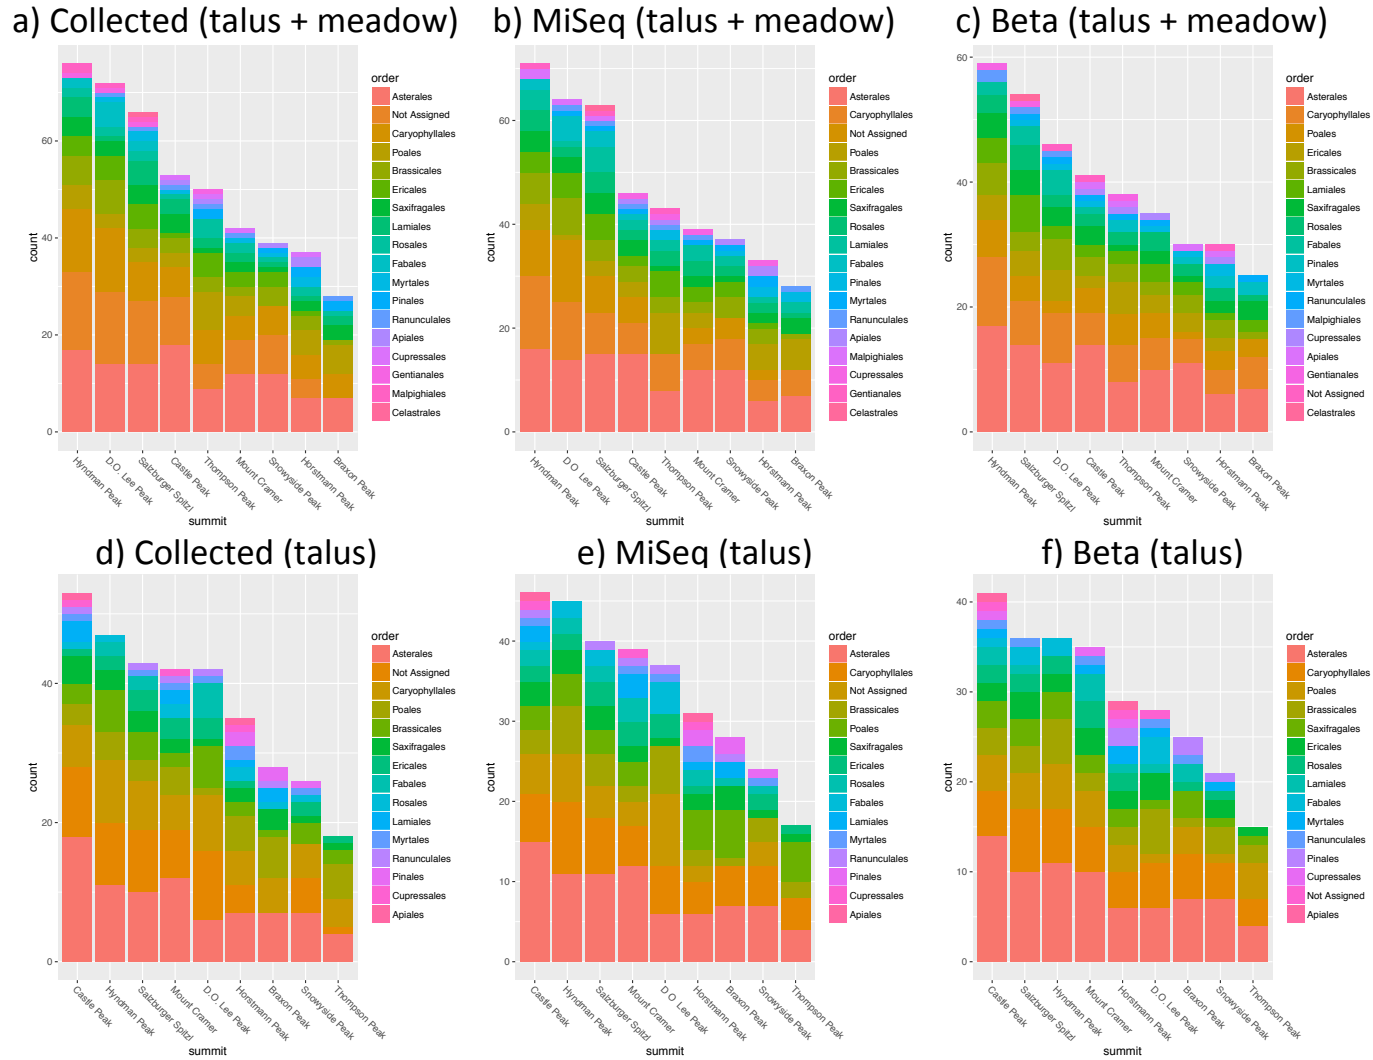 a) Collected (talus + meadow)
b) MiSeq (talus + meadow)
c) Beta (talus + meadow)
order
Asterales
Not Assigned
Caryophyllales
Poales
Brassicales
Ericales
Saxifragales
Lamiales
Rosales
Fabales
Myrtales
Pinales
Ranunculales
Apiales
Cupressales
Gentianales
Malpighiales
Celastrales
count
60
40
20
0
Hyndman Peak
D.O. Lee Peak
Salzburger Spitzl
Castle Peak
Thompson Peak
Mount Cramer
Snowyside Peak
Horstmann Peak
Braxon Peak
summit
order
Asterales
Caryophyllales
Not Assigned
Poales
Brassicales
Ericales
Saxifragales
Rosales
Lamiales
Fabales
Pinales
Myrtales
Ranunculales
Apiales
Malpighiales
Cupressales
Gentianales
Celastrales
count
60
40
20
0
Hyndman Peak
D.O. Lee Peak
Salzburger Spitzl
Castle Peak
Thompson Peak
Mount Cramer
Snowyside Peak
Horstmann Peak
Braxon Peak
summit
order
Asterales
Caryophyllales
Poales
Ericales
Brassicales
Lamiales
Saxifragales
Rosales
Fabales
Pinales
Myrtales
Ranunculales
Malpighiales
Cupressales
Apiales
Gentianales
Not Assigned
Celastrales
count
60
40
20
0
Hyndman Peak
Salzburger Spitzl
D.O. Lee Peak
Castle Peak
Thompson Peak
Mount Cramer
Snowyside Peak
Horstmann Peak
Braxon Peak
summit
d) Collected (talus)
e) MiSeq (talus)
f) Beta (talus)
order
Asterales
Not Assigned
Caryophyllales
Poales
Brassicales
Saxifragales
Ericales
Fabales
Rosales
Lamiales
Myrtales
Ranunculales
Pinales
Cupressales
Apiales
count
40
20
0
Castle Peak
Hyndman Peak
Salzburger Spitzl
Mount Cramer
D.O. Lee Peak
Horstmann Peak
Braxon Peak
Snowyside Peak
Thompson Peak
summit
order
Asterales
Caryophyllales
Not Assigned
Brassicales
Poales
Saxifragales
Ericales
Rosales
Fabales
Lamiales
Myrtales
Ranunculales
Pinales
Cupressales
Apiales
count
40
30
20
10
0
Castle Peak
Hyndman Peak
Salzburger Spitzl
Mount Cramer
D.O. Lee Peak
Horstmann Peak
Braxon Peak
Snowyside Peak
Thompson Peak
summit
order
Asterales
Caryophyllales
Poales
Brassicales
Saxifragales
Ericales
Rosales
Lamiales
Fabales
Myrtales
Ranunculales
Pinales
Cupressales
Not Assigned
Apiales
count
40
30
20
10
0
Castle Peak
Salzburger Spitzl
Hyndman Peak
Mount Cramer
Horstmann Peak
D.O. Lee Peak
Braxon Peak
Snowyside Peak
Thompson Peak
summit